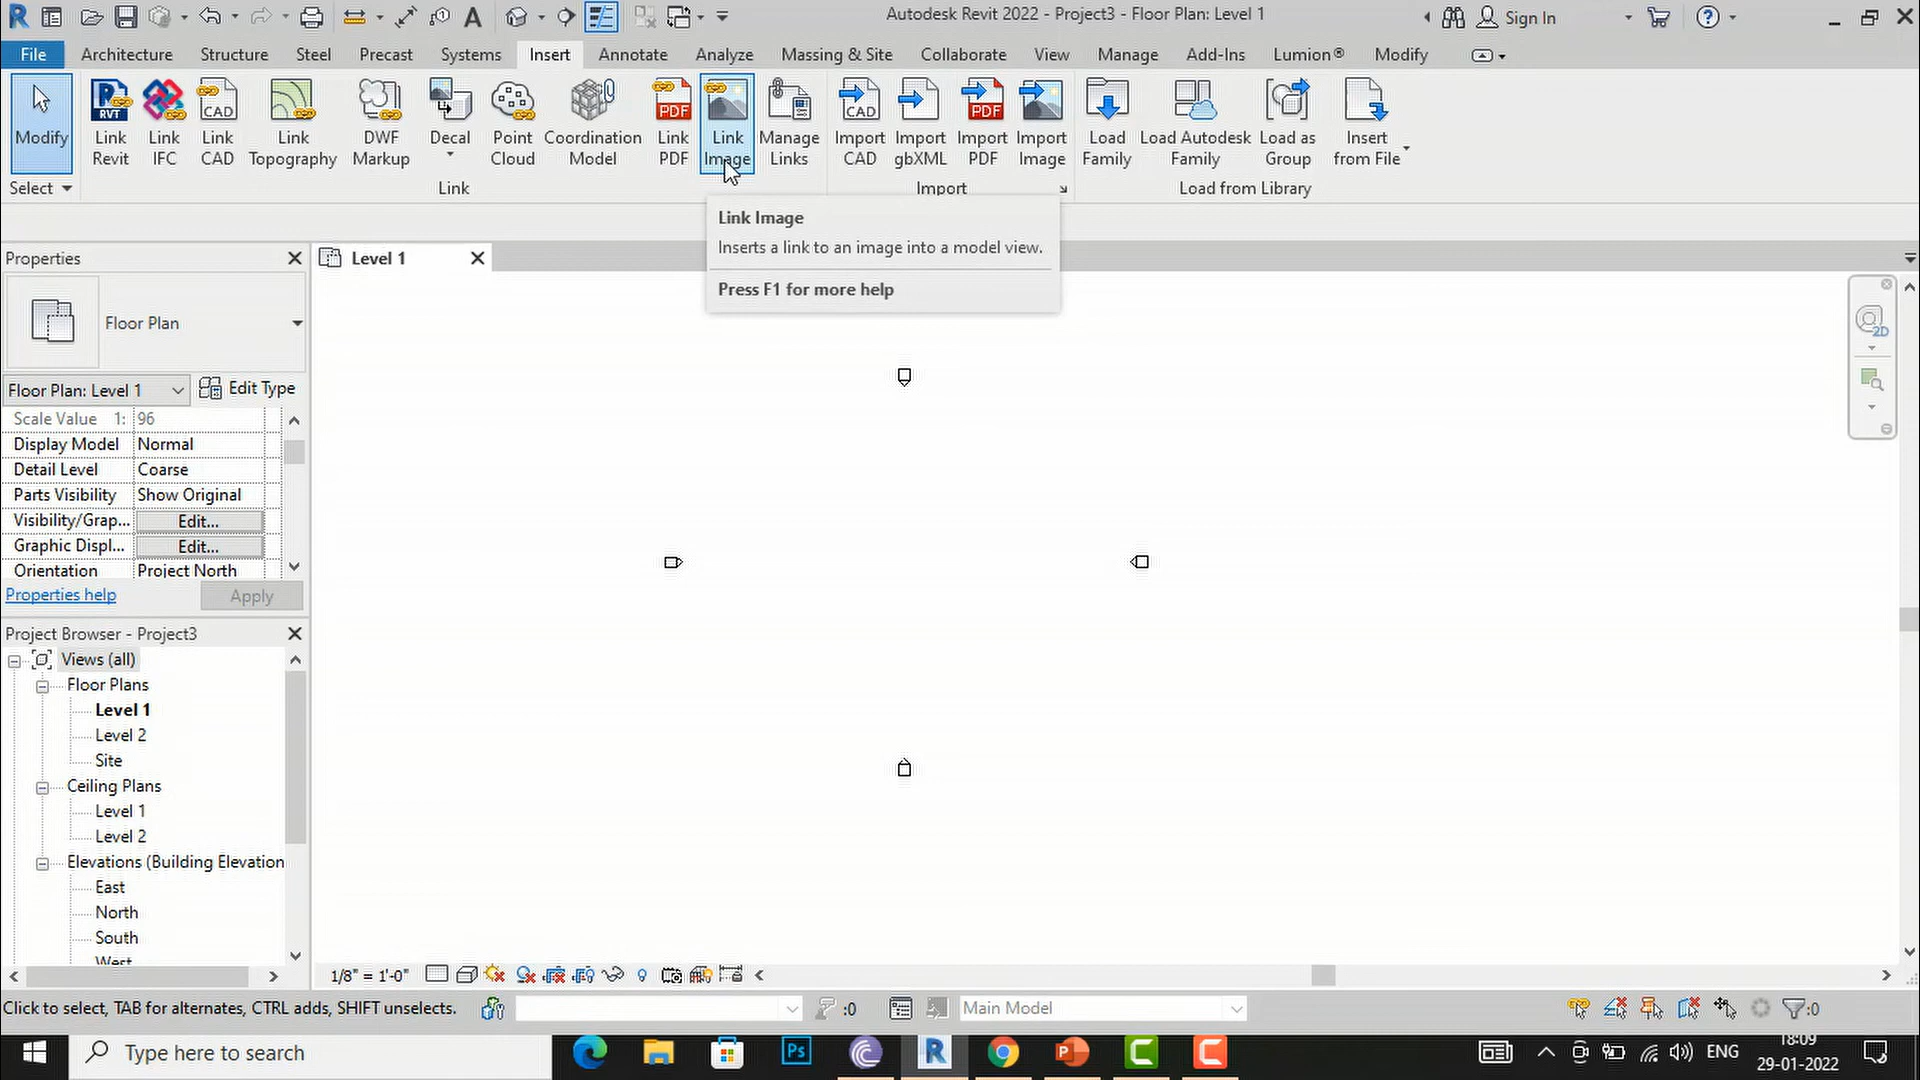 Autodesk Revit 2022 - Project3 - Floor Plan: Level 1
Sign In
File Architecture Structure Steel Precast Systems Insert Annotate Analyze Massing & Site Collaborate View Manage Add-Ins Lumion® Modify
Modify
Link Revit
Link IFC
Link CAD
Link Topography
DWF Markup
Decal
Point Cloud
Coordination Model
Link PDF
Link Image
Manage Links
Import CAD
Import gbXML
Import PDF
Import Image
Load Family
Load Autodesk Family
Load as Group
Insert from File
Select
Link
Import
Load from Library
Link Image
Inserts a link to an image into a model view.
Press F1 for more help
Properties
Level 1
Floor Plan
Floor Plan: Level 1
Edit Type
Scale Value 1: 96
Display Model Normal
Detail Level Coarse
Parts Visibility Show Original
Visibility/Grap... Edit...
Graphic Displ... Edit...
Orientation Project North
Properties help
Apply
Project Browser - Project3
Views (all)
Floor Plans
Level 1
Level 2
Site
Ceiling Plans
Level 1
Level 2
Elevations (Building Elevation
East
North
South
West
2D
1/8" = 1'-0"
Click to select, TAB for alternates, CTRL adds, SHIFT unselects.
:0
Main Model
:0
Type here to search
ENG
18:09
29-01-2022